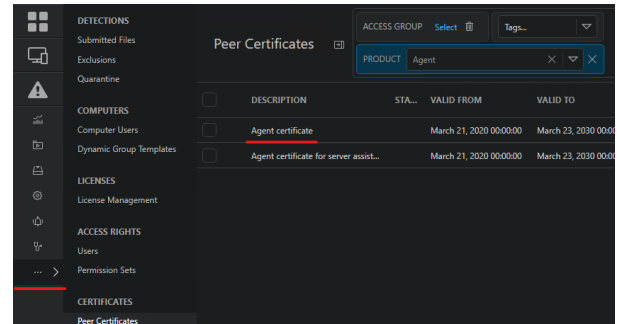 DETECTIONS
Submitted Files
Exclusions
Quarantine
COMPUTERS
Computer Users
Dynamic Group Templates
LICENSES
License Management
ACCESS RIGHTS
Users
Permission Sets
CERTIFICATES
Peer Certificates
Peer Certificates
ACCESS GROUP Select
Tags...
PRODUCT Agent
DESCRIPTION STA... VALID FROM VALID TO
Agent certificate March 21, 2020 00:00:00 March 23, 2030 00:00
Agent certificate for server assist... March 21, 2020 00:00:00 March 23, 2030 00:00